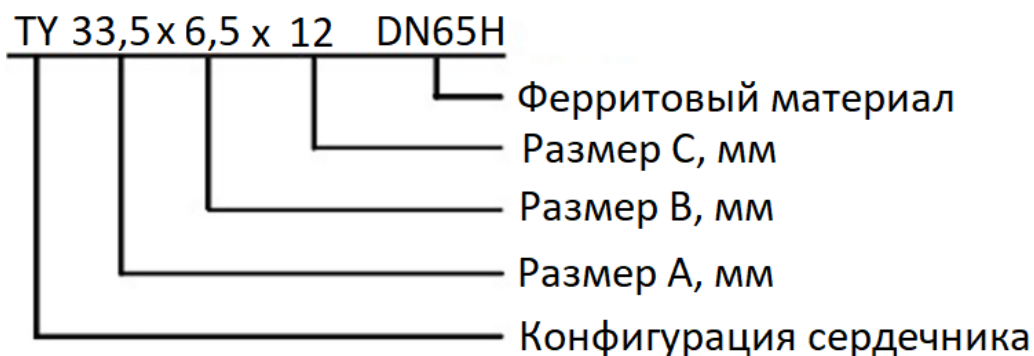 TY 33,5 x 6,5 x 12 DN65H
Ферритовый материал
Размер C, мм
Размер B, мм
Размер A, мм
Конфигурация сердечника